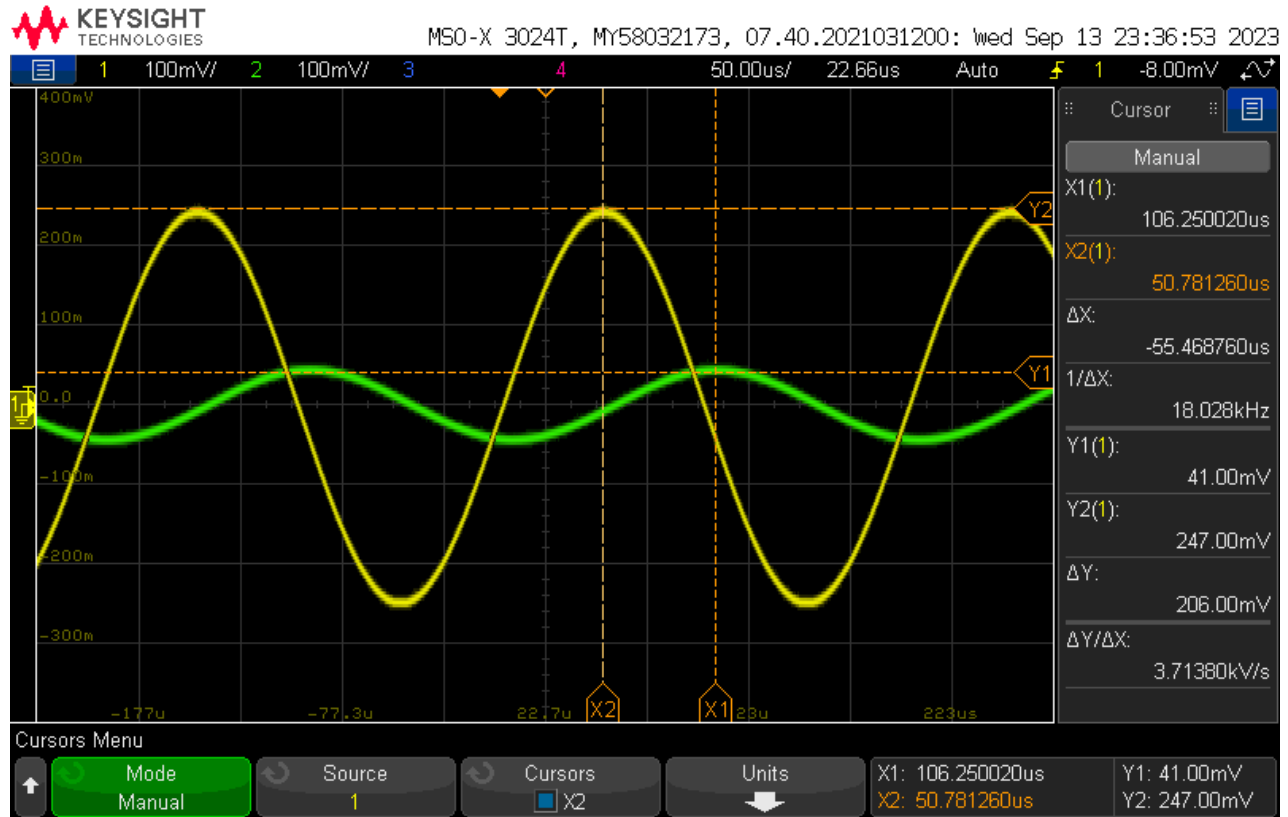 KEYSIGHT
TECHNOLOGIES
MSO-X 3024T, MY58032173, 07.40.2021031200: Wed Sep 13 23:36:53 2023
1 100mV/ 2 100mV/ 3 4 50.00us/ 22.66us Auto 1 -8.00mV
400mV
300m
200m
100m
0.0
-100m
-200m
-300m
Y2
Y1
1
-177u -77.3u 22.7u X2 X1 23u 223us
Cursor
Manual
X1(1):
106.250020us
X2(1):
50.781260us
ΔX:
-55.468760us
1/ΔX:
18.028kHz
Y1(1):
41.00mV
Y2(1):
247.00mV
ΔY:
206.00mV
ΔY/ΔX:
3.71380kV/s
Cursors Menu
Mode
Manual
Source
1
Cursors
X2
Units
X1: 106.250020us
X2: 50.781260us
Y1: 41.00mV
Y2: 247.00mV